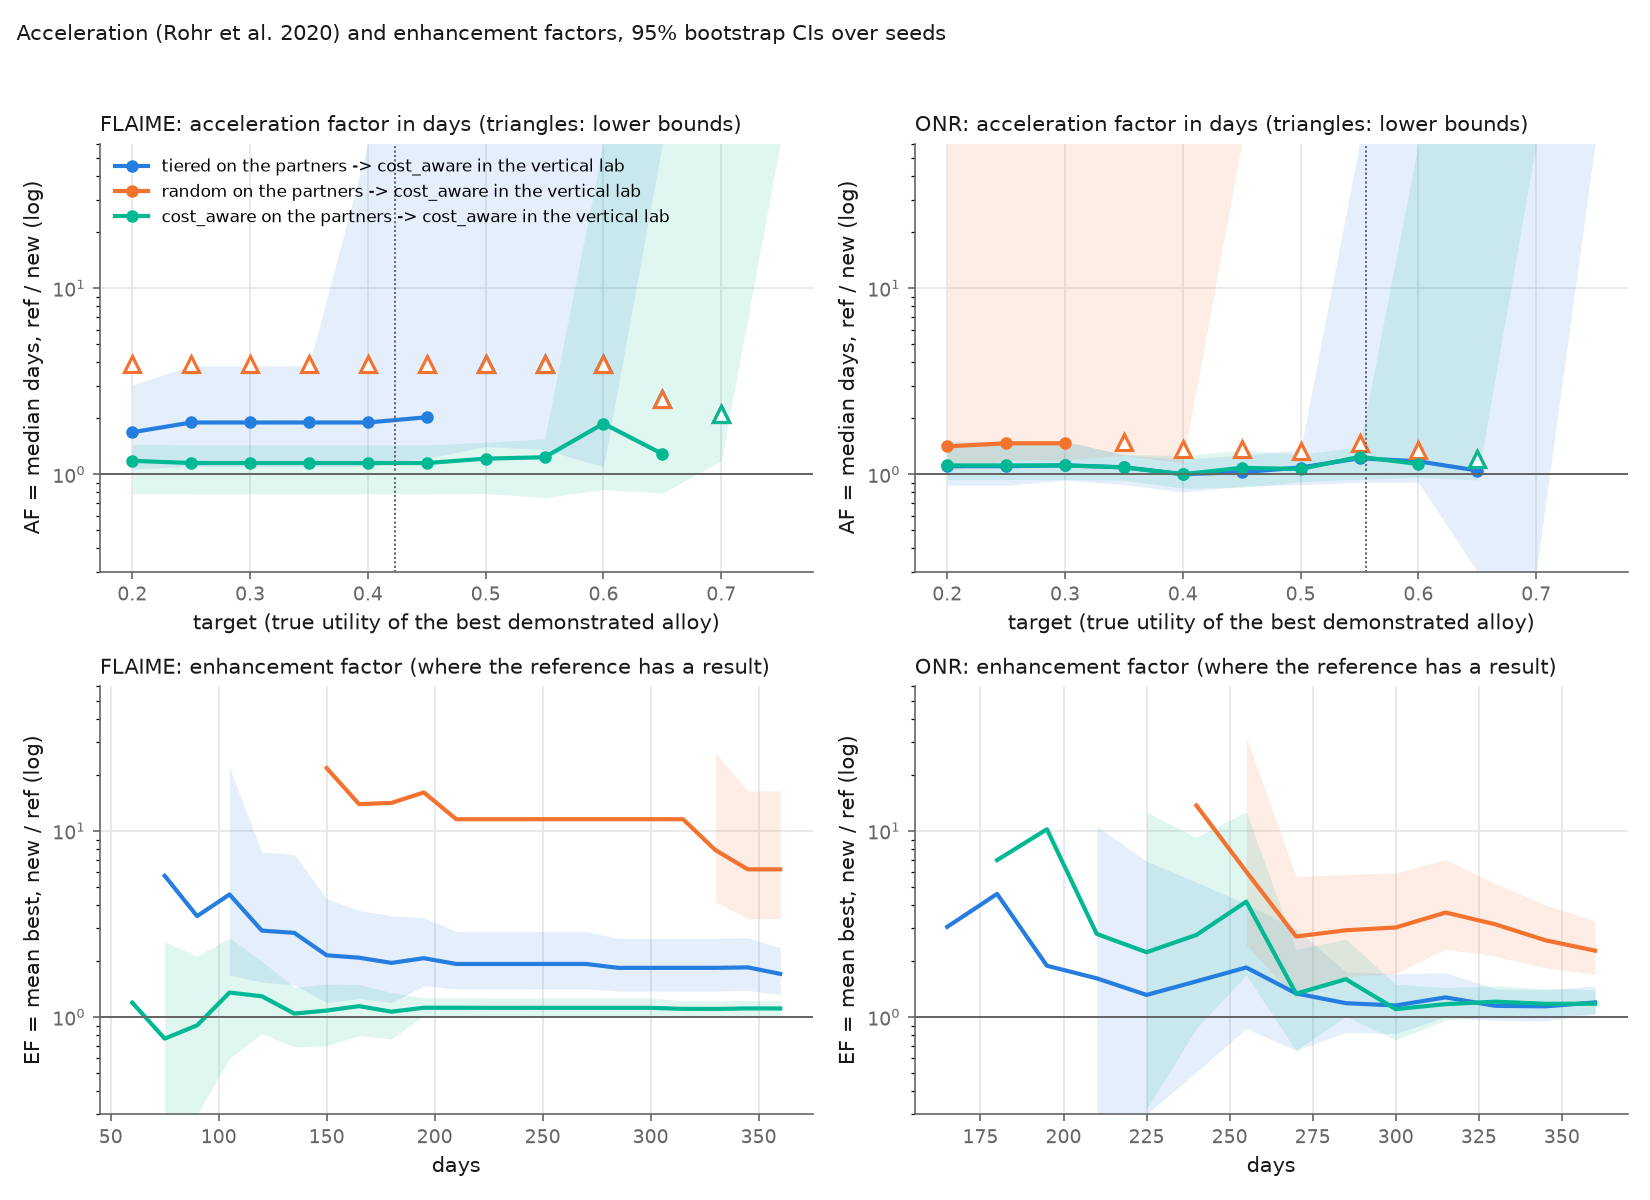 Acceleration (Rohr et al. 2020) and enhancement factors, 95% bootstrap CIs over seeds
FLAIME: acceleration factor in days (triangles: lower bounds)
AF = median days, ref / new (log)
10¹
10⁰
tiered on the partners -> cost_aware in the vertical lab
random on the partners -> cost_aware in the vertical lab
cost_aware on the partners -> cost_aware in the vertical lab
0.2 0.3 0.4 0.5 0.6 0.7
target (true utility of the best demonstrated alloy)
ONR: acceleration factor in days (triangles: lower bounds)
AF = median days, ref / new (log)
10¹
10⁰
0.2 0.3 0.4 0.5 0.6 0.7
target (true utility of the best demonstrated alloy)
FLAIME: enhancement factor (where the reference has a result)
EF = mean best, new / ref (log)
10¹
10⁰
50 100 150 200 250 300 350
days
ONR: enhancement factor (where the reference has a result)
EF = mean best, new / ref (log)
10¹
10⁰
175 200 225 250 275 300 325 350
days